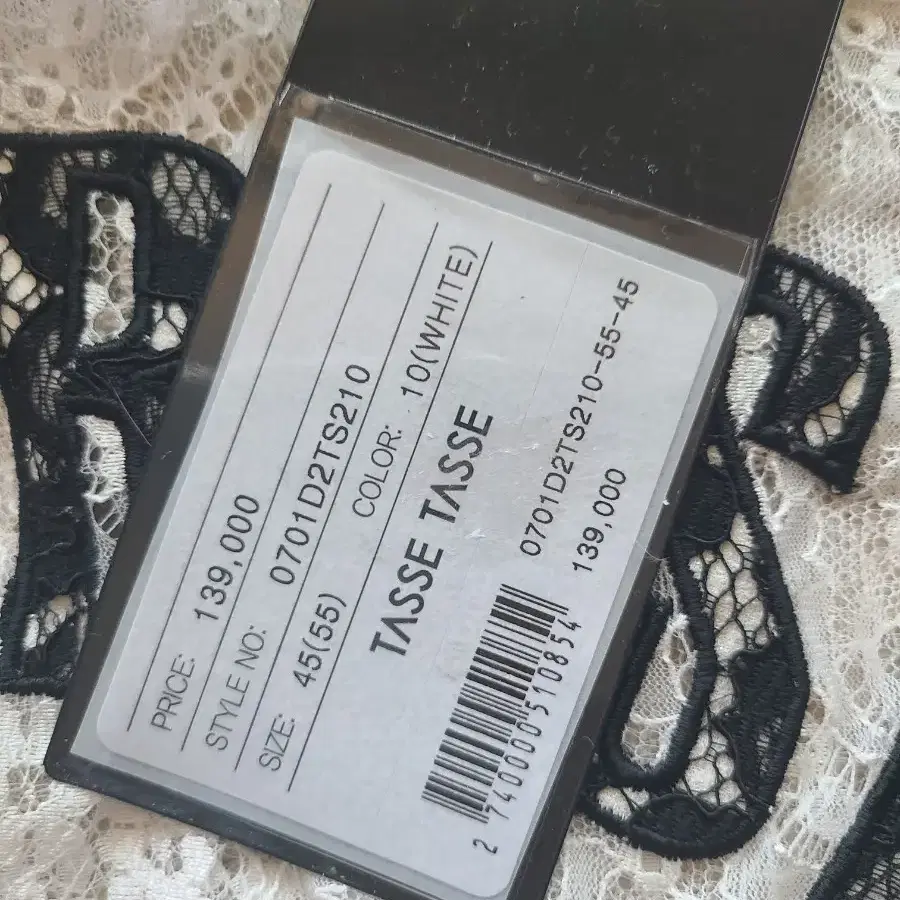 PRICE: 139,000
STYLE NO: 0701D2TS210
SIZE: 45(55) COLOR: 10(WHITE)
TASSE TASSE
0701D2TS210-55-45
139,000
2 740000 510854